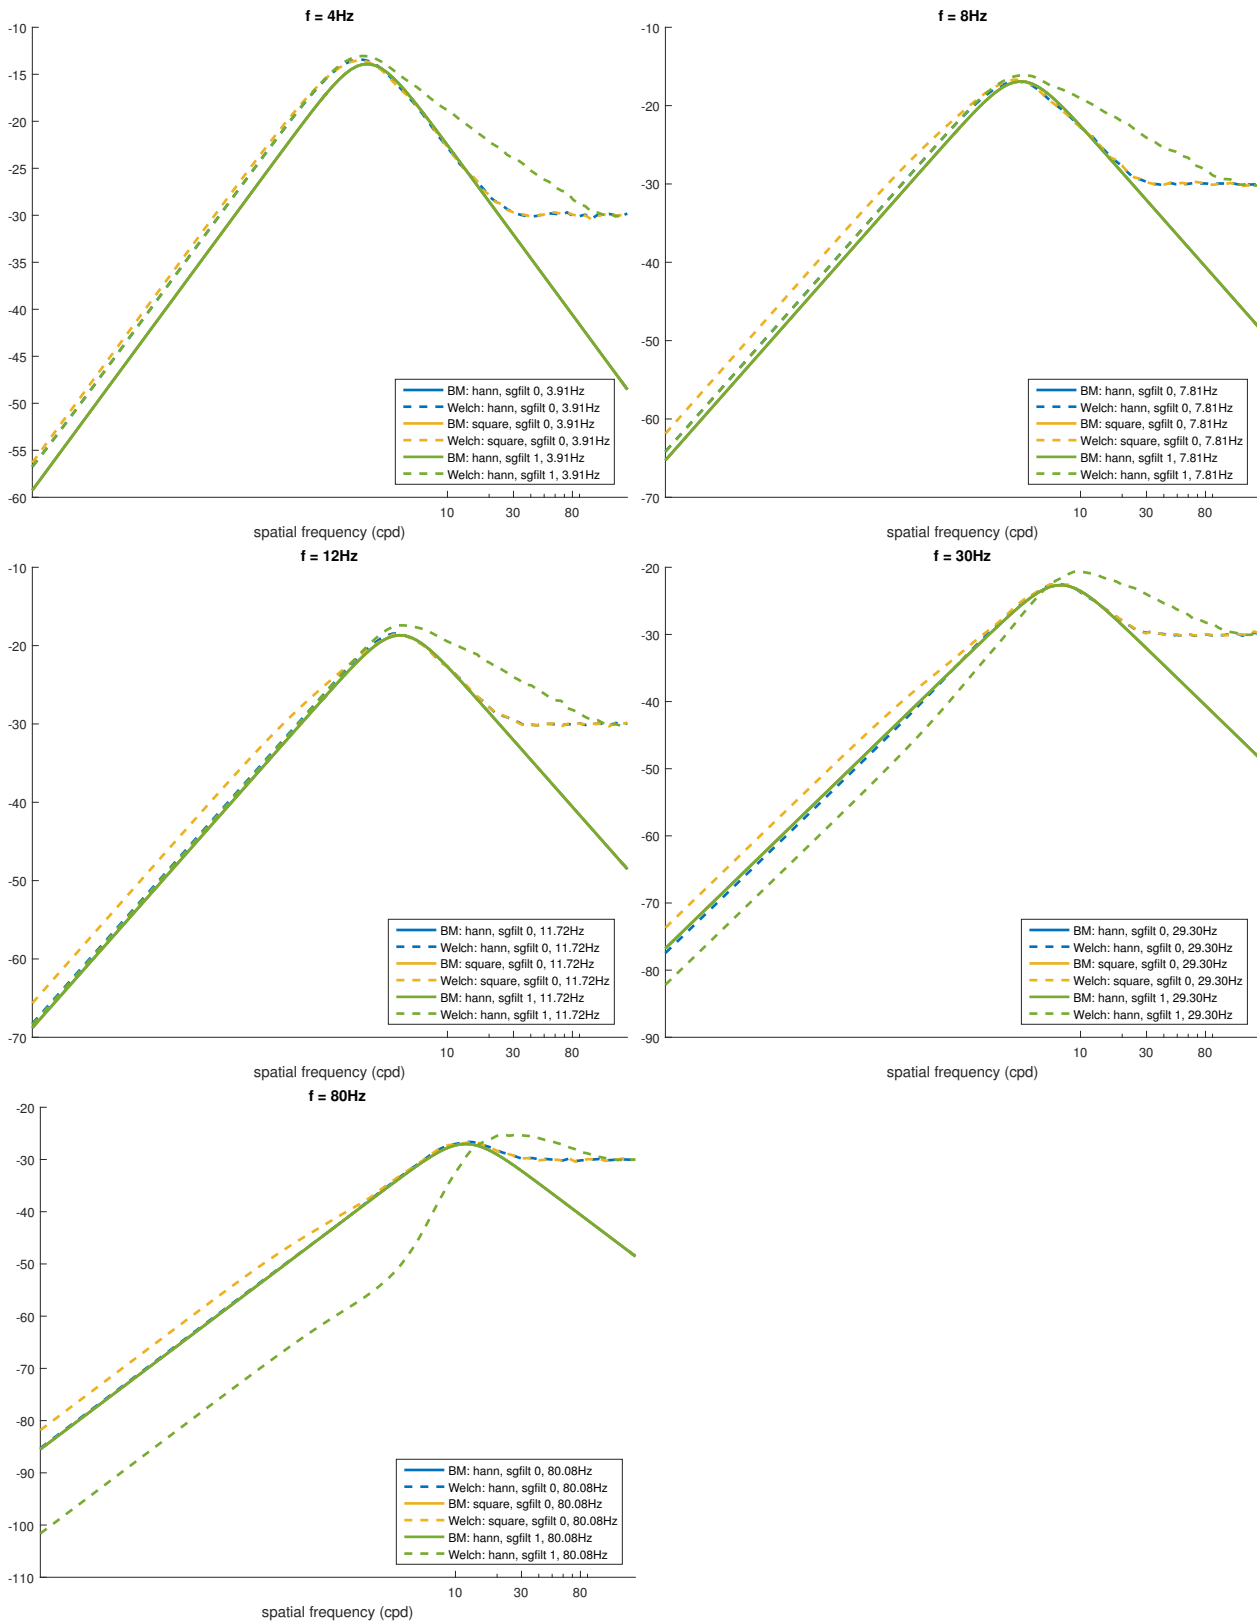 f = 4Hz
-10
-15
-20
-25
-30
-35
-40
-45
-50
-55
-60
BM: hann, sgfilt 0, 3.91Hz
Welch: hann, sgfilt 0, 3.91Hz
BM: square, sgfilt 0, 3.91Hz
Welch: square, sgfilt 0, 3.91Hz
BM: hann, sgfilt 1, 3.91Hz
Welch: hann, sgfilt 1, 3.91Hz
10 30 80
spatial frequency (cpd)
f = 8Hz
-10
-20
-30
-40
-50
-60
-70
BM: hann, sgfilt 0, 7.81Hz
Welch: hann, sgfilt 0, 7.81Hz
BM: square, sgfilt 0, 7.81Hz
Welch: square, sgfilt 0, 7.81Hz
BM: hann, sgfilt 1, 7.81Hz
Welch: hann, sgfilt 1, 7.81Hz
10 30 80
spatial frequency (cpd)
f = 12Hz
-10
-20
-30
-40
-50
-60
-70
BM: hann, sgfilt 0, 11.72Hz
Welch: hann, sgfilt 0, 11.72Hz
BM: square, sgfilt 0, 11.72Hz
Welch: square, sgfilt 0, 11.72Hz
BM: hann, sgfilt 1, 11.72Hz
Welch: hann, sgfilt 1, 11.72Hz
10 30 80
spatial frequency (cpd)
f = 30Hz
-20
-30
-40
-50
-60
-70
-80
-90
BM: hann, sgfilt 0, 29.30Hz
Welch: hann, sgfilt 0, 29.30Hz
BM: square, sgfilt 0, 29.30Hz
Welch: square, sgfilt 0, 29.30Hz
BM: hann, sgfilt 1, 29.30Hz
Welch: hann, sgfilt 1, 29.30Hz
10 30 80
spatial frequency (cpd)
f = 80Hz
-20
-30
-40
-50
-60
-70
-80
-90
-100
-110
BM: hann, sgfilt 0, 80.08Hz
Welch: hann, sgfilt 0, 80.08Hz
BM: square, sgfilt 0, 80.08Hz
Welch: square, sgfilt 0, 80.08Hz
BM: hann, sgfilt 1, 80.08Hz
Welch: hann, sgfilt 1, 80.08Hz
10 30 80
spatial frequency (cpd)